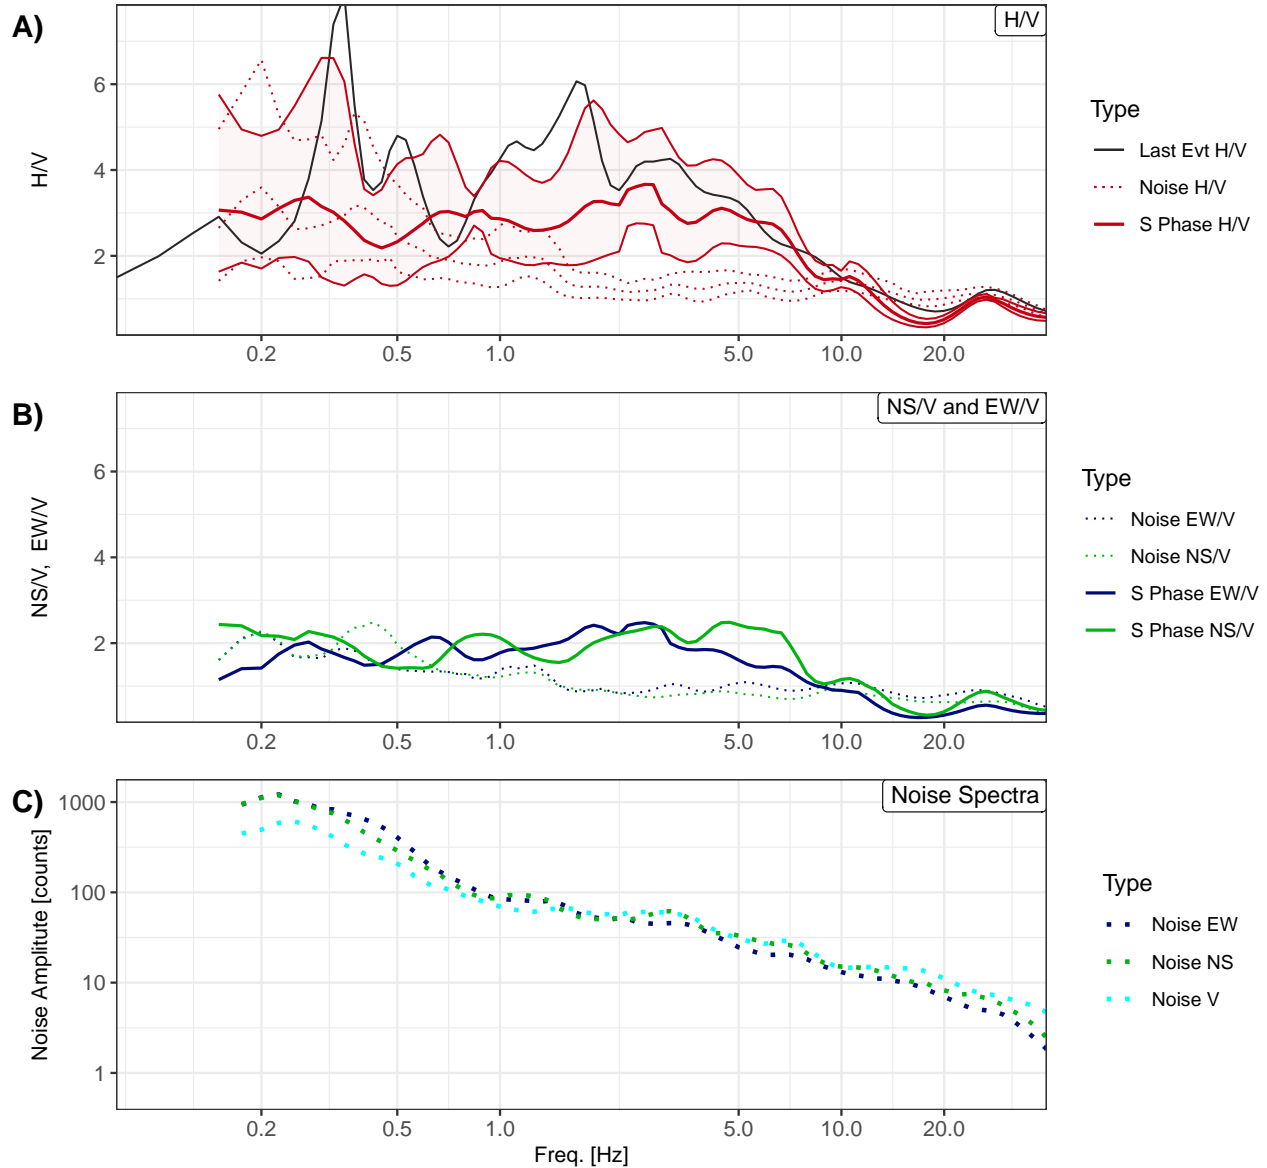 A)
H/V
H/V
6
4
2
0.2 0.5 1.0 5.0 10.0 20.0
Type
Last Evt H/V
Noise H/V
S Phase H/V
B)
NS/V and EW/V
NS/V, EW/V
6
4
2
0.2 0.5 1.0 5.0 10.0 20.0
Type
Noise EW/V
Noise NS/V
S Phase EW/V
S Phase NS/V
C)
Noise Spectra
Noise Amplitute [counts]
1000
100
10
1
0.2 0.5 1.0 5.0 10.0 20.0
Freq. [Hz]
Type
Noise EW
Noise NS
Noise V